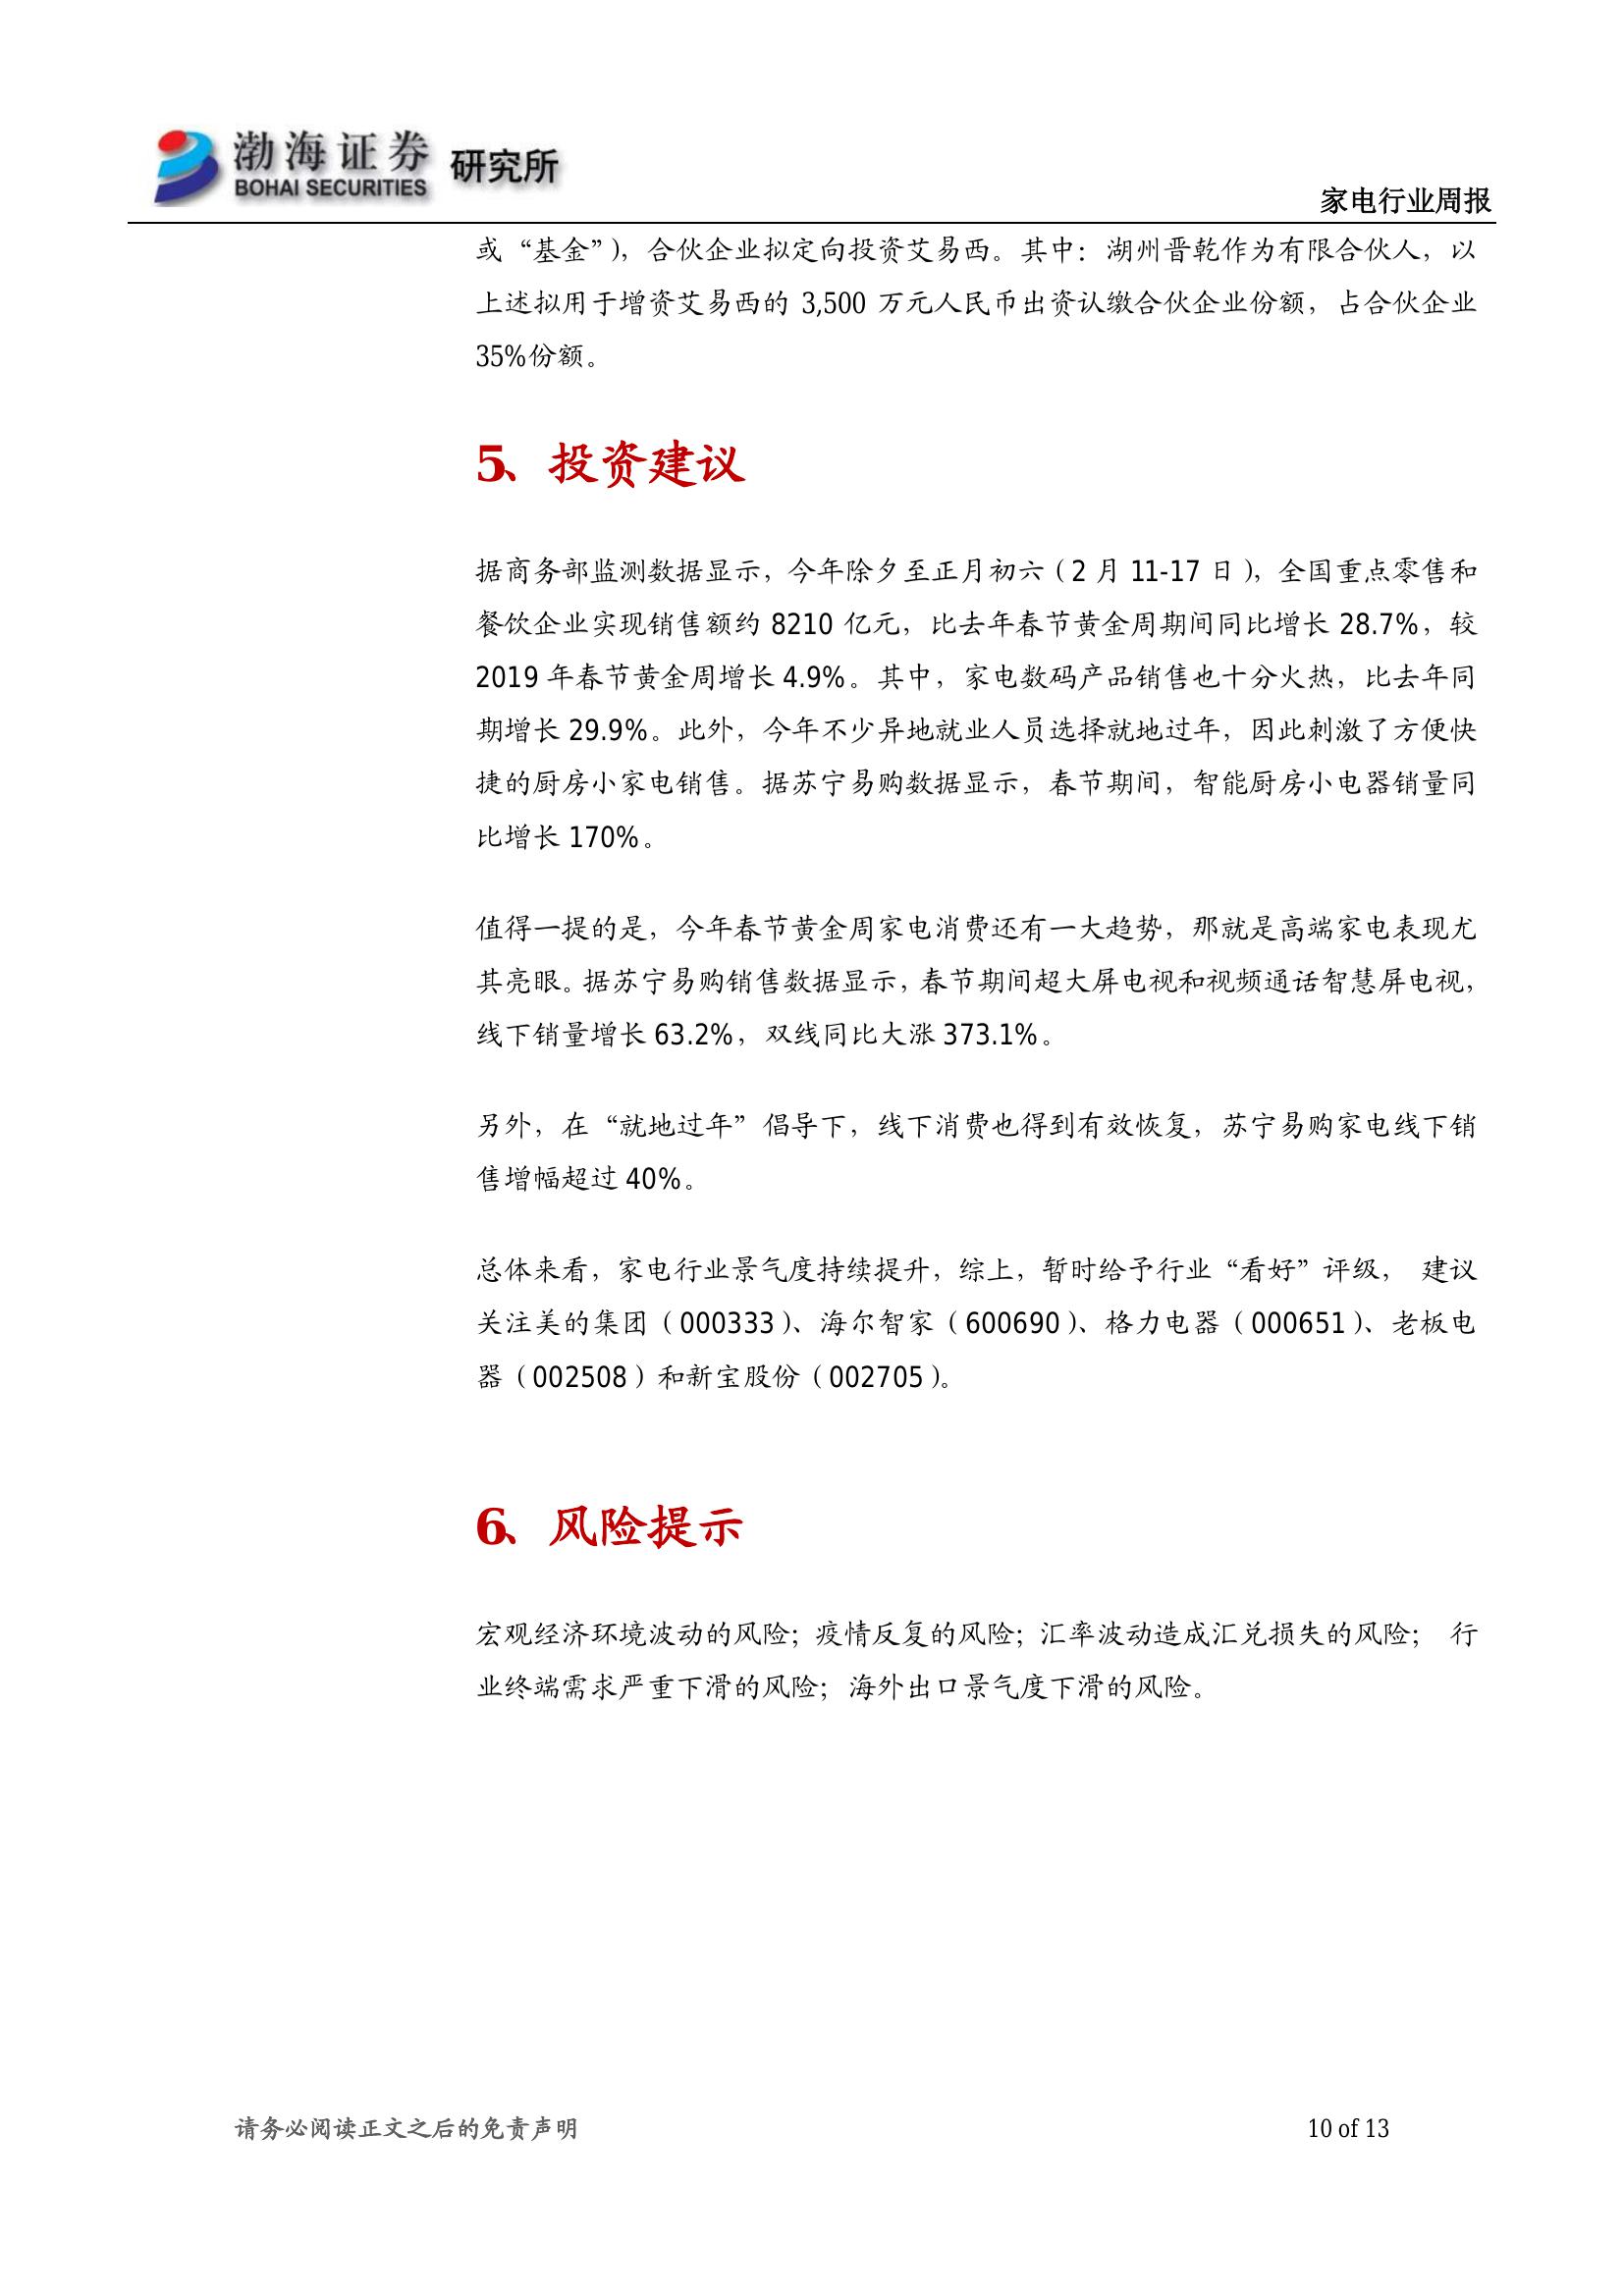 渤海证券 研究所
BOHAI SECURITIES
家电行业周报
或“基金”），合伙企业拟定向投资艾易西。其中：湖州晋乾作为有限合伙人，以
上述拟用于增资艾易西的 3,500 万元人民币出资认缴合伙企业份额，占合伙企业
35%份额。
5、投资建议
据商务部监测数据显示，今年除夕至正月初六（2 月 11-17 日），全国重点零售和
餐饮企业实现销售额约 8210 亿元，比去年春节黄金周期间同比增长 28.7%，较
2019 年春节黄金周增长 4.9%。其中，家电数码产品销售也十分火热，比去年同
期增长 29.9%。此外，今年不少异地就业人员选择就地过年，因此刺激了方便快
捷的厨房小家电销售。据苏宁易购数据显示，春节期间，智能厨房小电器销量同
比增长 170%。
值得一提的是，今年春节黄金周家电消费还有一大趋势，那就是高端家电表现尤
其亮眼。据苏宁易购销售数据显示，春节期间超大屏电视和视频通话智慧屏电视，
线下销量增长 63.2%，双线同比大涨 373.1%。
另外，在“就地过年”倡导下，线下消费也得到有效恢复，苏宁易购家电线下销
售增幅超过 40%。
总体来看，家电行业景气度持续提升，综上，暂时给予行业“看好”评级， 建议
关注美的集团（000333）、海尔智家（600690）、格力电器（000651）、老板电
器（002508）和新宝股份（002705）。
6、风险提示
宏观经济环境波动的风险；疫情反复的风险；汇率波动造成汇兑损失的风险； 行
业终端需求严重下滑的风险；海外出口景气度下滑的风险。
请务必阅读正文之后的免责声明
10 of 13